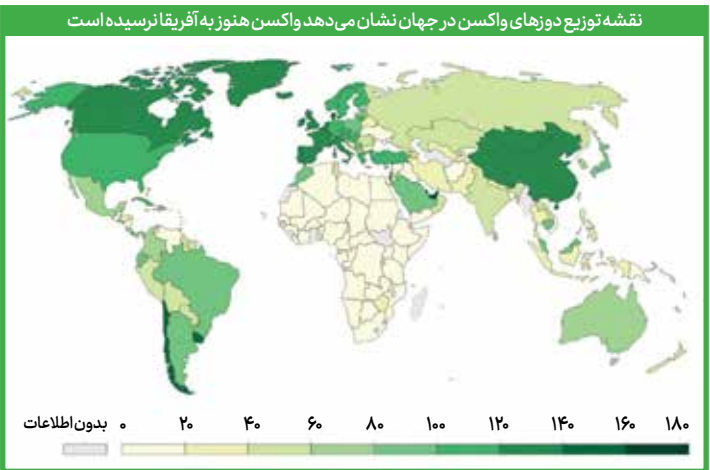 نقشه توزیع دوزهای واکسن در جهان نشان می‌دهد واکسن هنوز به آفریقا نرسیده است
بدون اطلاعات ۰ ۲۰ ۴۰ ۶۰ ۸۰ ۱۰۰ ۱۲۰ ۱۴۰ ۱۶۰ ۱۸۰